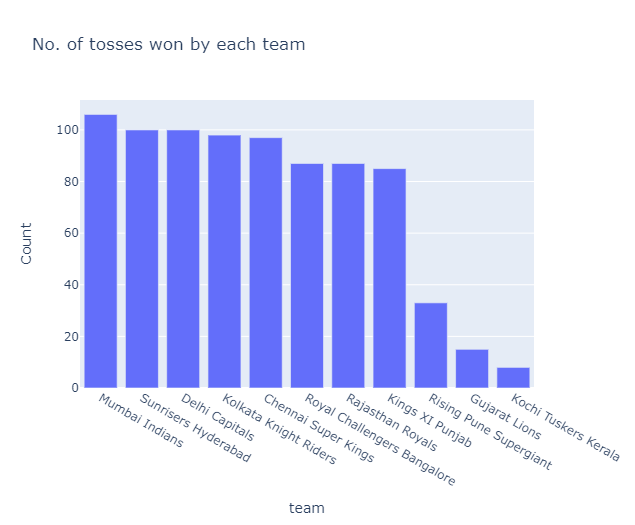 No. of tosses won by each team
100
80
60
40
20
0
Count
Mumbai Indians
Sunrisers Hyderabad
Delhi Capitals
Kolkata Knight Riders
Chennai Super Kings
Royal Challengers Bangalore
Rajasthan Royals
Kings XI Punjab
Rising Pune Supergiant
Gujarat Lions
Kochi Tuskers Kerala
team